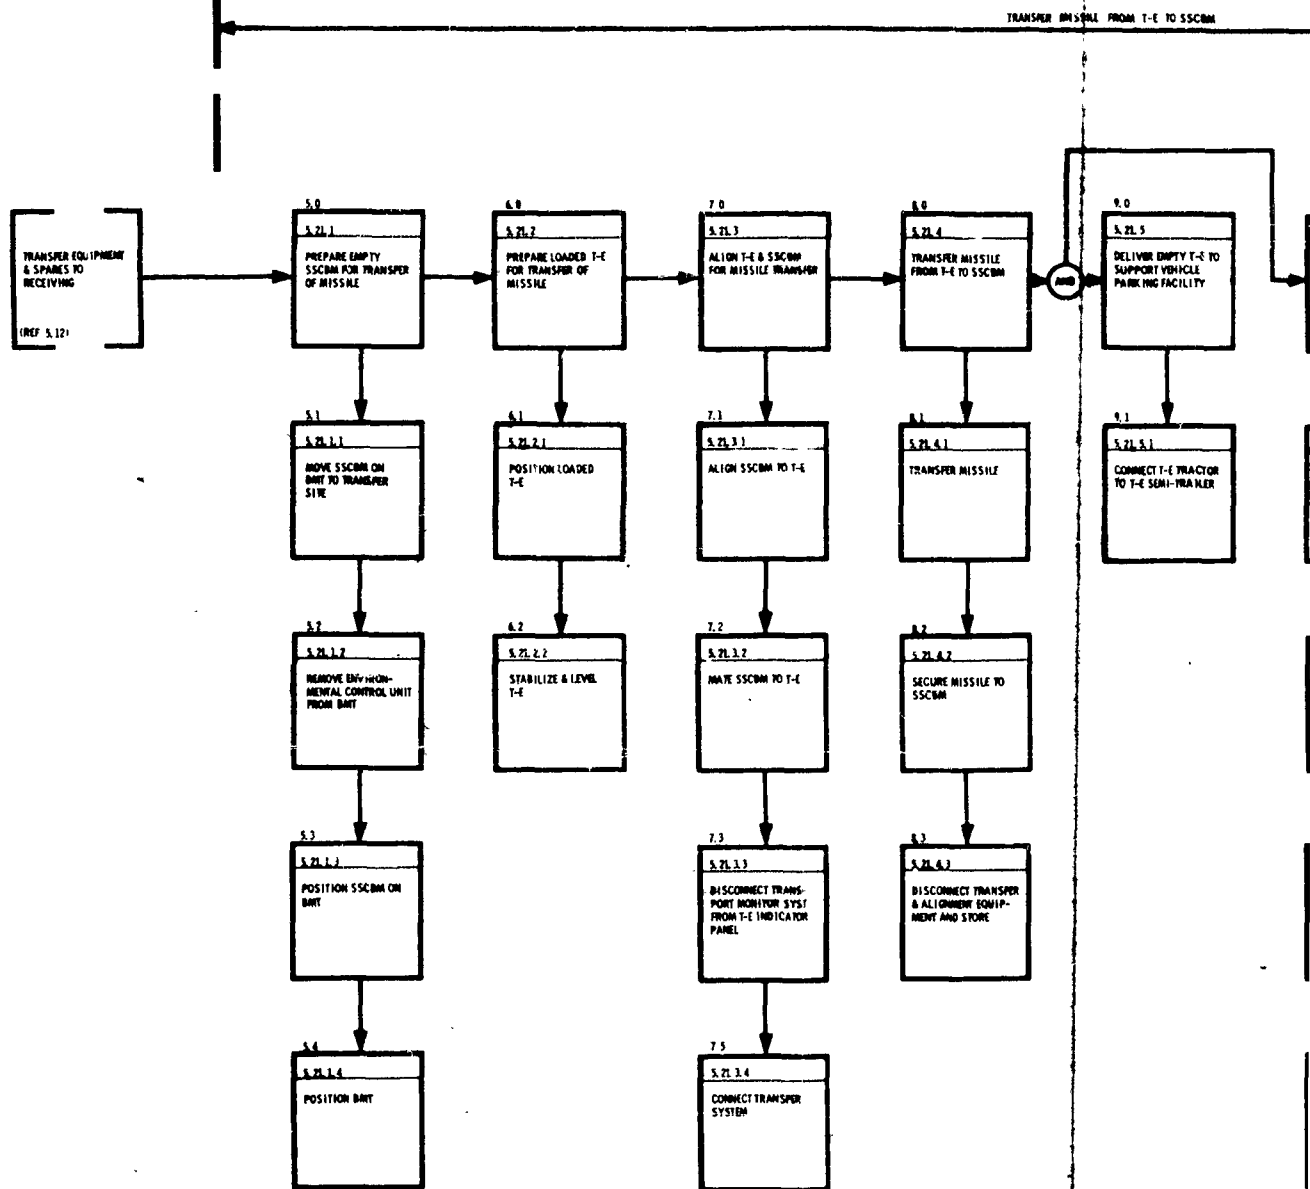 TRANSFER MISSILE FROM T-E TO SSCBM
TRANSFER EQUIPMENT
& SPARES TO
RECEIVING
(REF 5.12)
5.0
5.21.1
PREPARE EMPTY
SSCBM FOR TRANSFER
OF MISSILE
6.0
5.21.2
PREPARE LOADED T-E
FOR TRANSFER OF
MISSILE
7.0
5.21.3
ALIGN T-E & SSCBM
FOR MISSILE TRANSFER
8.0
5.21.4
TRANSFER MISSILE
FROM T-E TO SSCBM
AND
9.0
5.21.5
DELIVER EMPTY T-E TO
SUPPORT VEHICLE
PARKING FACILITY
5.1
5.21.1.1
MOVE SSCBM ON
BMT TO TRANSFER
SITE
6.1
5.21.2.1
POSITION LOADED
T-E
7.1
5.21.3.1
ALIGN SSCBM TO T-E
8.1
5.21.4.1
TRANSFER MISSILE
9.1
5.21.5.1
CONNECT T-E TRACTOR
TO T-E SEMI-TRAILER
5.2
5.21.1.2
REMOVE ENVIRON-
MENTAL CONTROL UNIT
FROM BMT
6.2
5.21.2.2
STABILIZE & LEVEL
T-E
7.2
5.21.3.2
MATE SSCBM TO T-E
8.2
5.21.4.2
SECURE MISSILE TO
SSCBM
5.3
5.21.1.3
POSITION SSCBM ON
BMT
7.3
5.21.3.3
DISCONNECT TRANS-
PORT MONITOR SYST
FROM T-E INDICATOR
PANEL
8.3
5.21.4.3
DISCONNECT TRANSFER
& ALIGNMENT EQUIP-
MENT AND STORE
5.4
5.21.1.4
POSITION BMT
7.5
5.21.3.4
CONNECT TRANSFER
SYSTEM